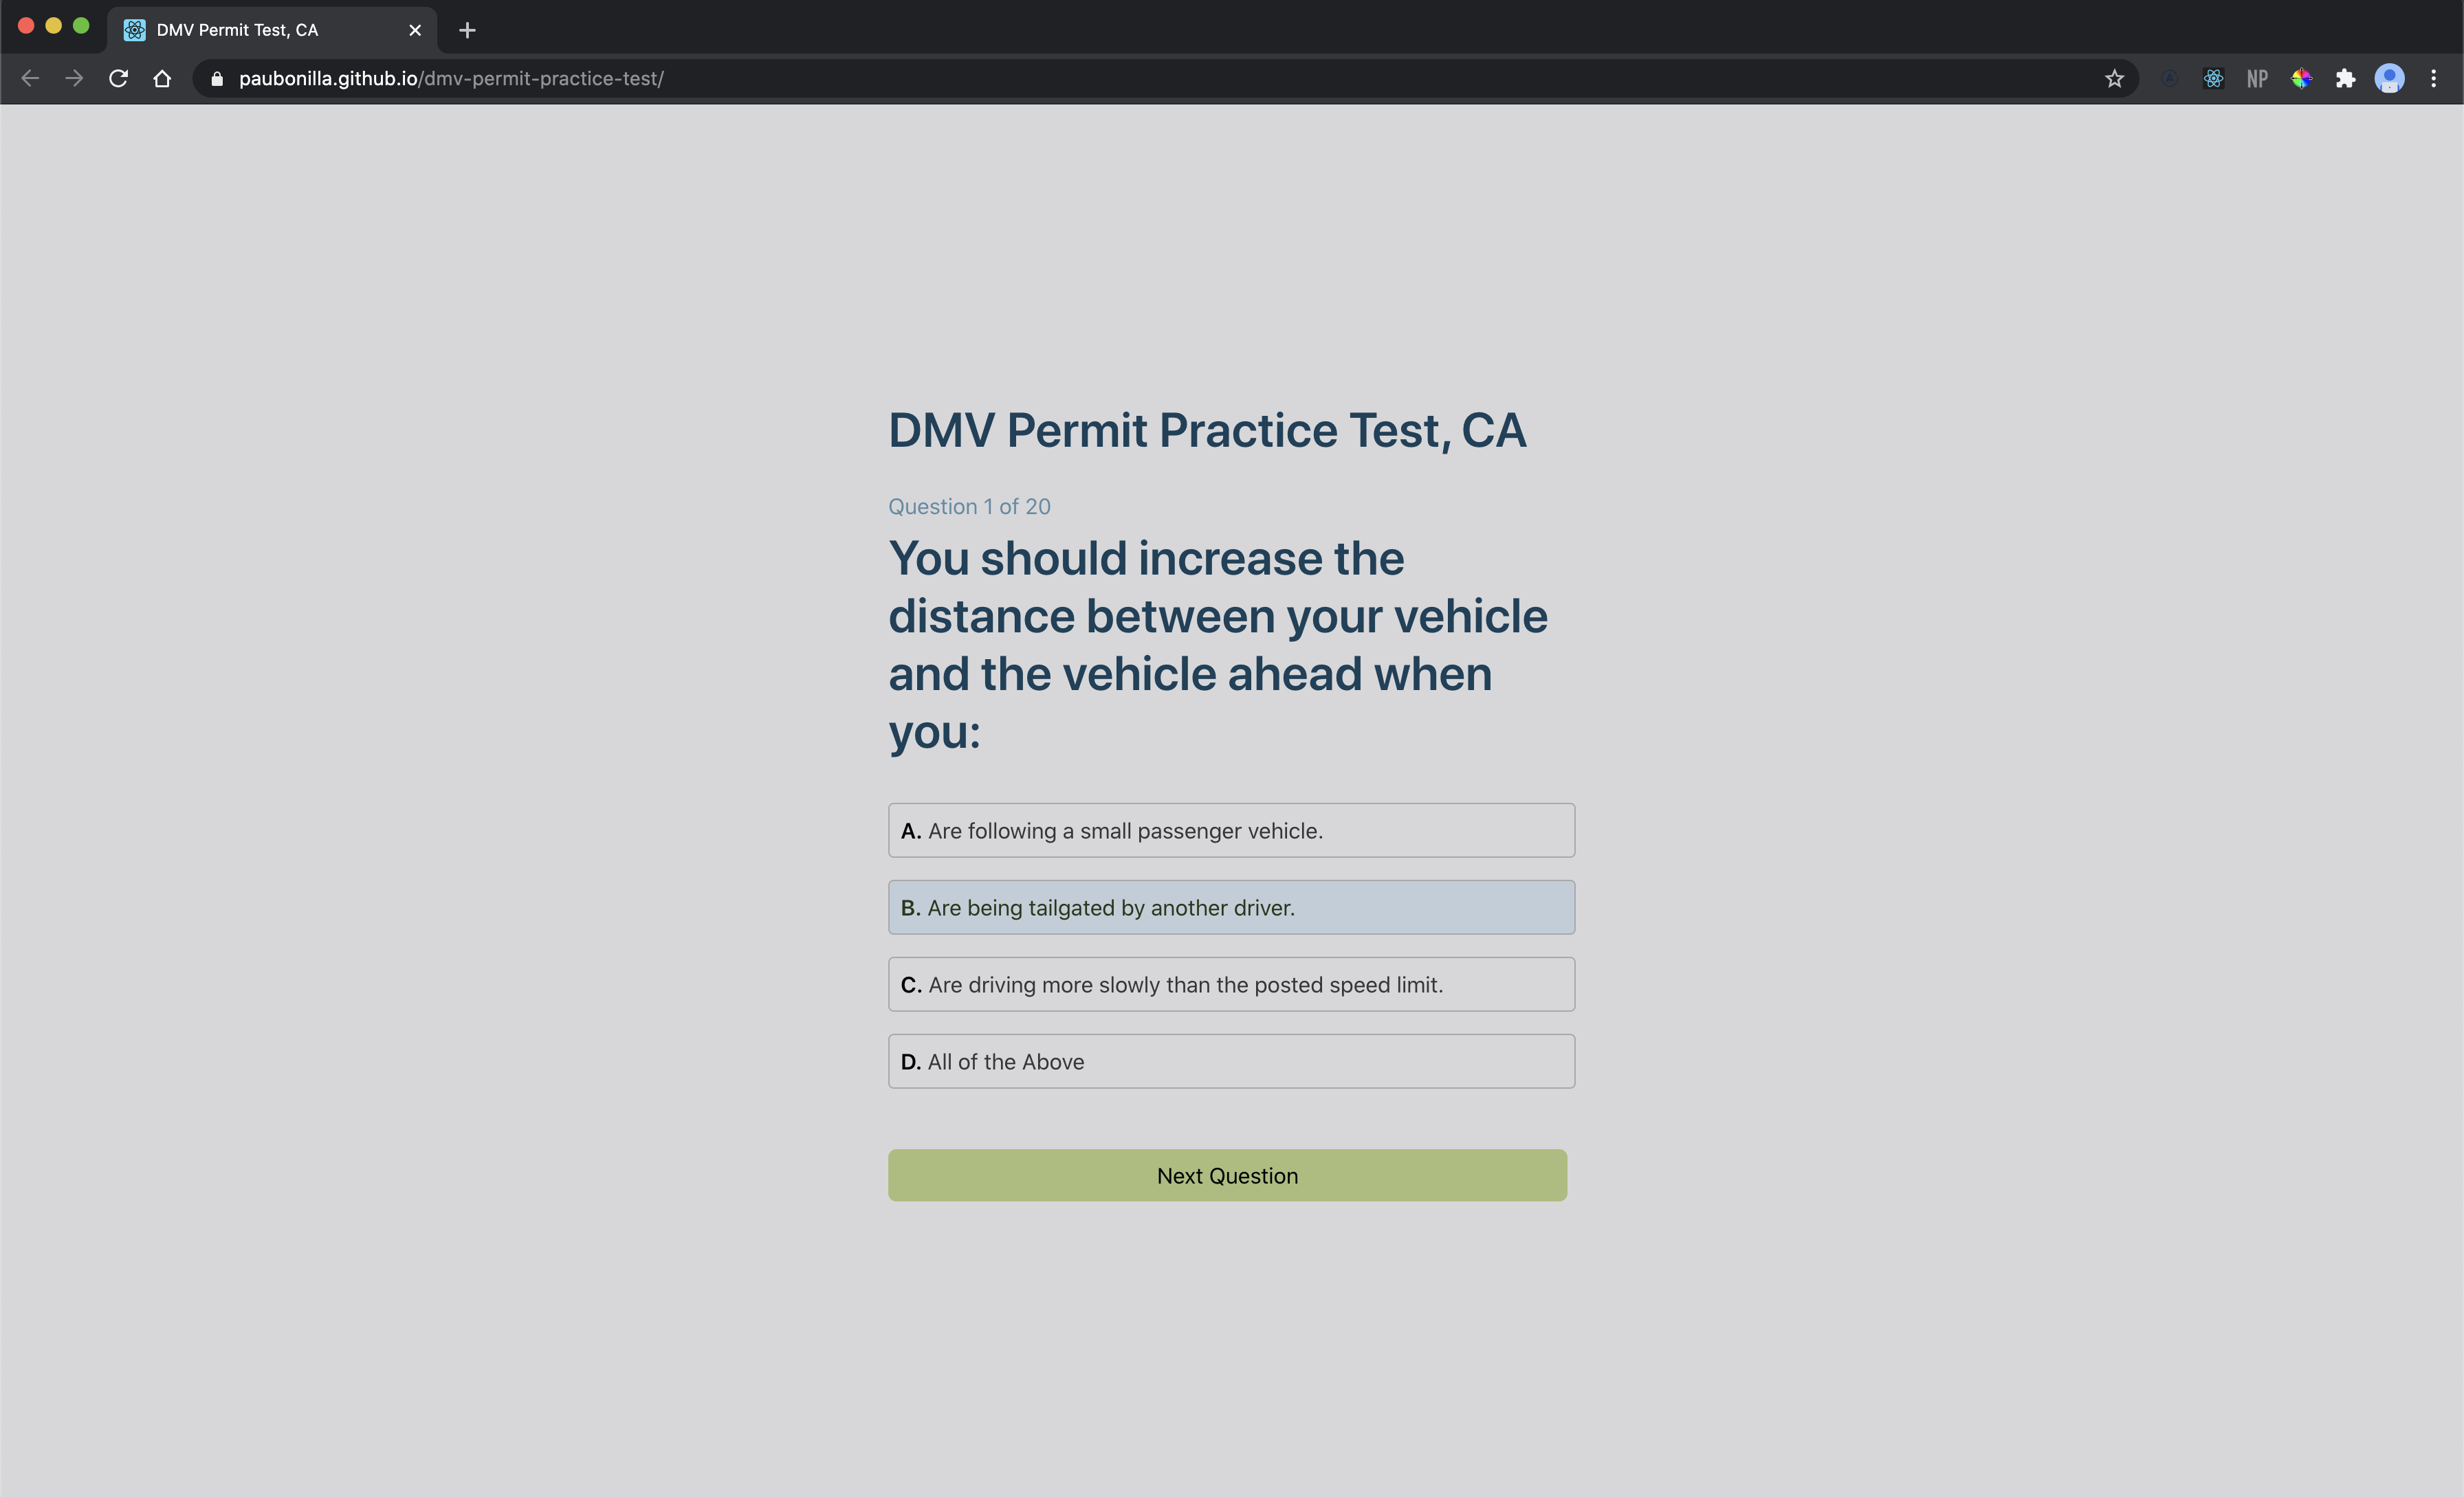 DMV Permit Test, CA
paubonilla.github.io/dmv-permit-practice-test/
NP
DMV Permit Practice Test, CA
Question 1 of 20
You should increase the
distance between your vehicle
and the vehicle ahead when
you:
A. Are following a small passenger vehicle.
B. Are being tailgated by another driver.
C. Are driving more slowly than the posted speed limit.
D. All of the Above
Next Question